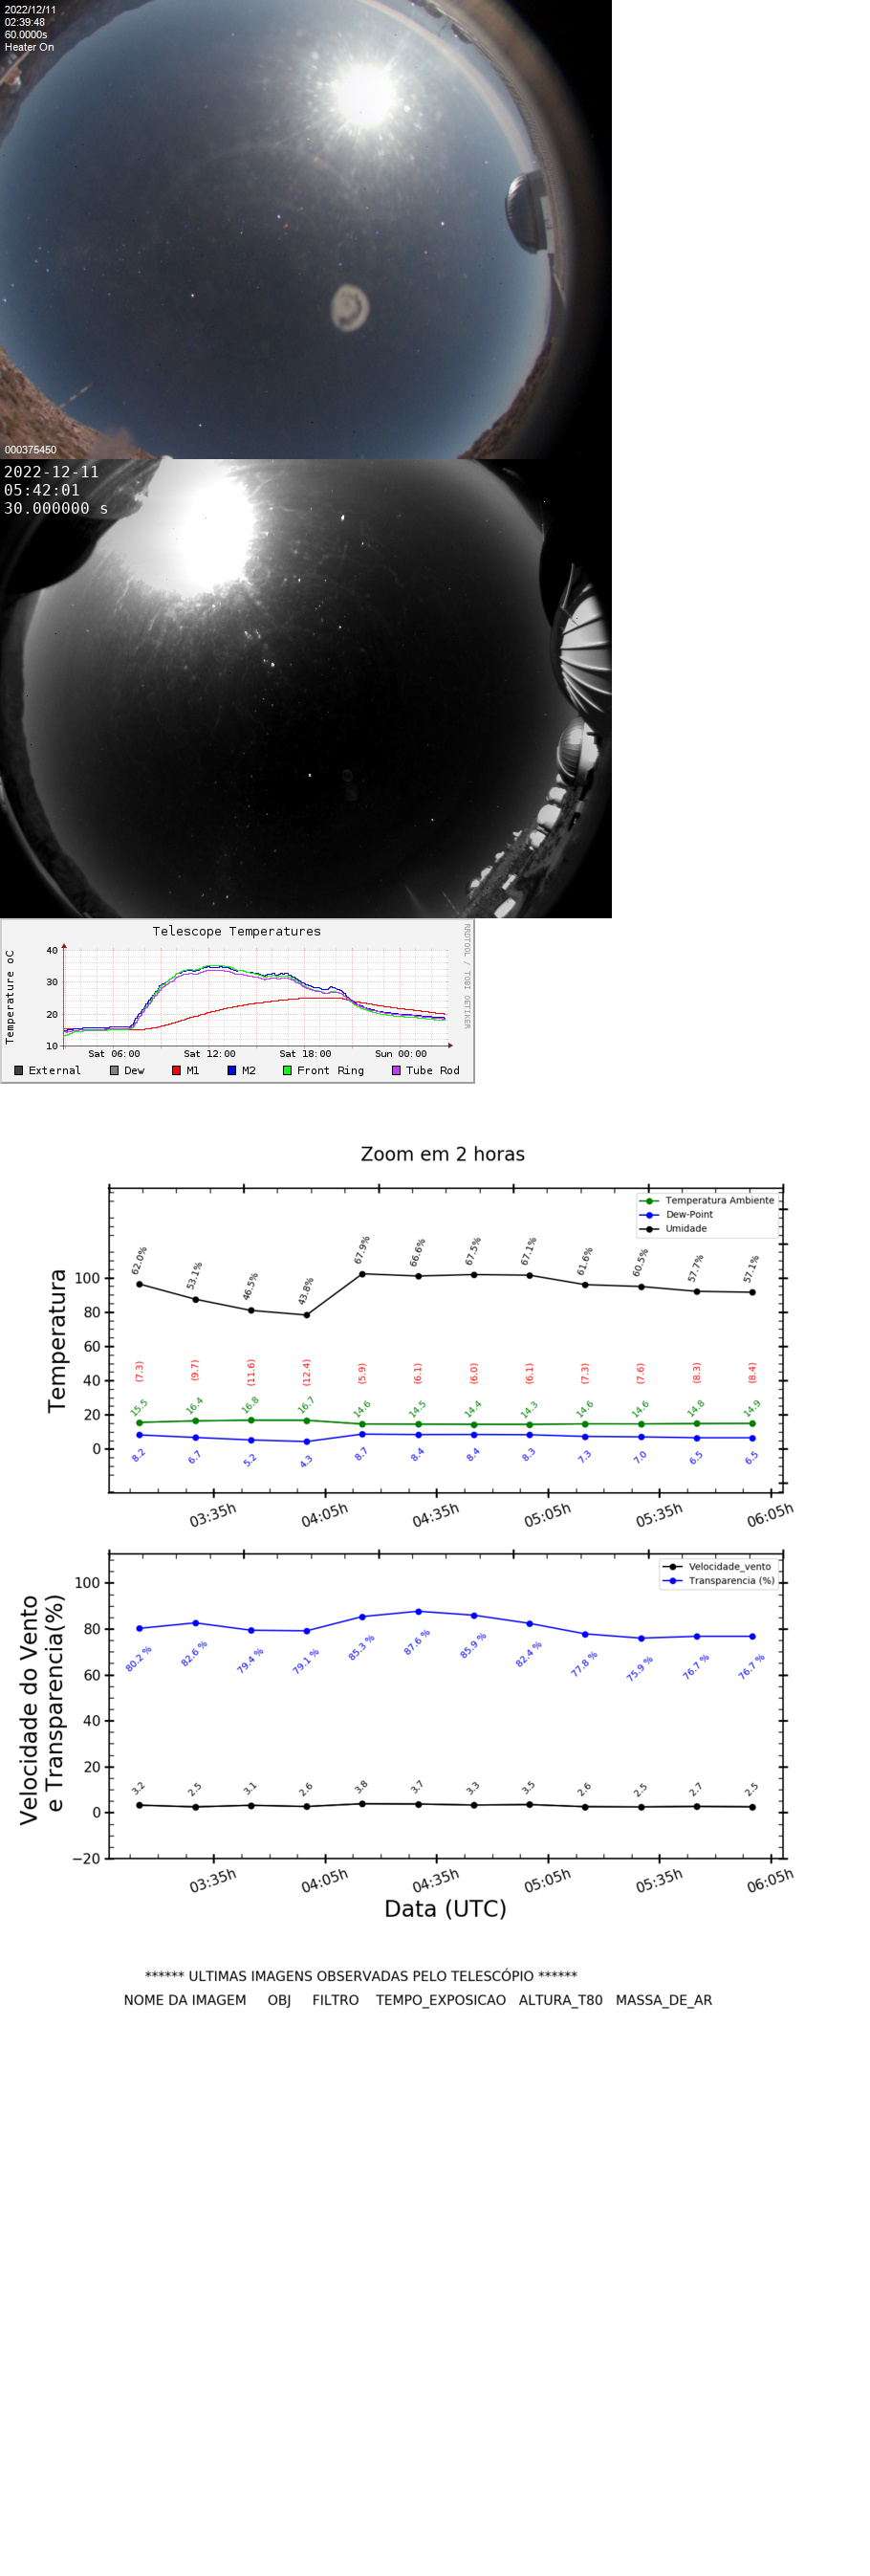 2022/12/11
02:39:48
60.0000s
Heater On
000375450
2022-12-11
05:42:01
30.000000 s
Telescope Temperatures
RRDTOOL / TOBI OETIKER
Temperature oC
40
30
20
10
Sat 06:00 Sat 12:00 Sat 18:00 Sun 00:00
External Dew M1 M2 Front Ring Tube Rod
Zoom em 2 horas
Temperatura
Temperatura Ambiente
Dew-Point
Umidade
100
80
60
40
20
0
62.0% 53.1% 46.5% 43.8% 67.9% 66.6% 67.5% 67.1% 61.6% 60.5% 57.7% 57.1%
(7.3) (9.7) (11.6) (12.4) (5.9) (6.1) (6.0) (6.1) (7.3) (7.6) (8.3) (8.4)
15.5 16.4 16.8 16.7 14.6 14.5 14.4 14.3 14.6 14.6 14.8 14.9
8.2 6.7 5.2 4.3 8.7 8.4 8.4 8.3 7.3 7.0 6.5 6.5
03:35h 04:05h 04:35h 05:05h 05:35h 06:05h
Velocidade do Vento
e Transparencia(%)
Velocidade_vento
Transparencia (%)
100
80
60
40
20
0
−20
80.2 % 82.6 % 79.4 % 79.1 % 85.3 % 87.6 % 85.9 % 82.4 % 77.8 % 75.9 % 76.7 % 76.7 %
3.2 2.5 3.1 2.6 3.8 3.7 3.3 3.5 2.6 2.5 2.7 2.5
03:35h 04:05h 04:35h 05:05h 05:35h 06:05h
Data (UTC)
****** ULTIMAS IMAGENS OBSERVADAS PELO TELESCÓPIO ******
NOME DA IMAGEM OBJ FILTRO TEMPO_EXPOSICAO ALTURA_T80 MASSA_DE_AR